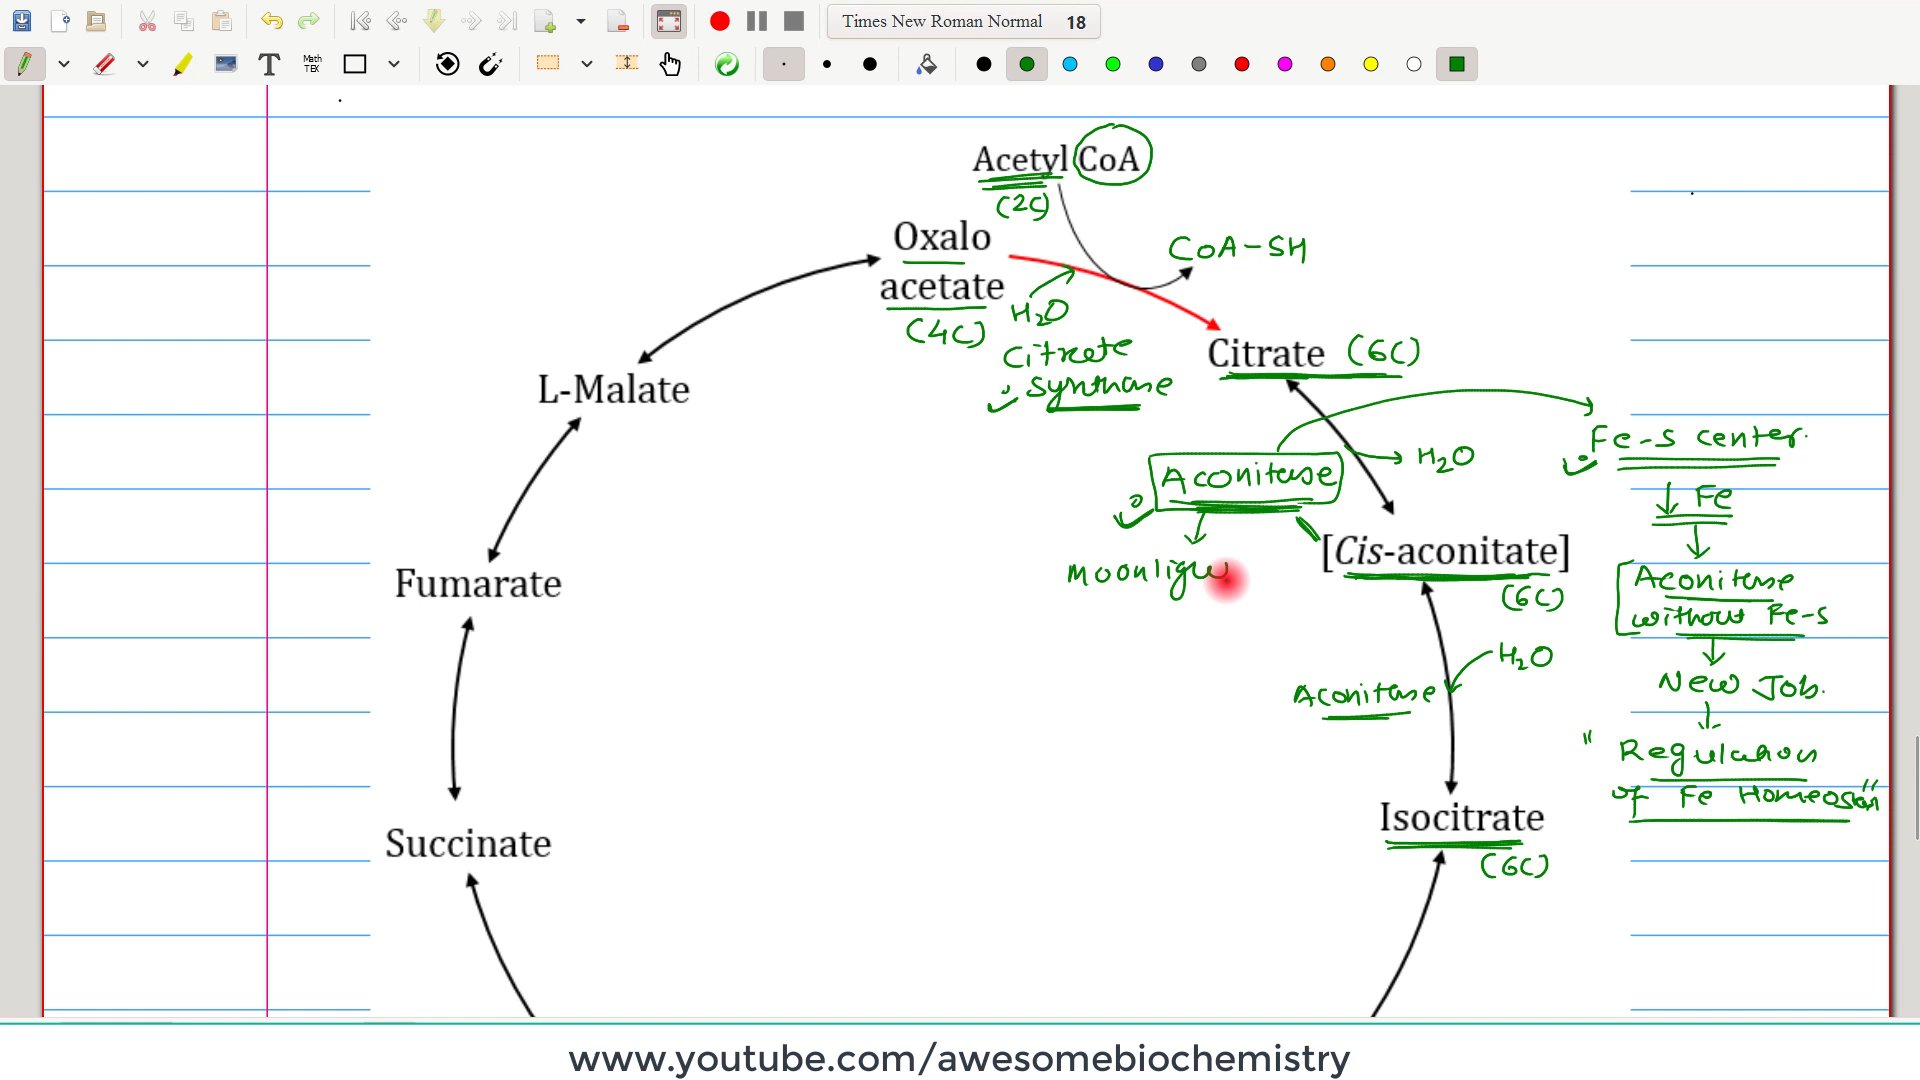 Times New Roman Normal 18
Math
TEX
T
Acetyl CoA
(2C)
Oxalo
acetate
(4C)
CoA-SH
H₂O
Citrate
synthase
Citrate (6C)
L-Malate
Fe-S center.
H₂O
Aconitase
↓ Fe
[Cis-aconitate]
(6C)
Fumarate
Aconitase
without Fe-S
H₂O
Aconitase
New Job.
"Regulation
of Fe
Isocitrate
(6C)
Succinate
www.youtube.com/awesomebiochemistry